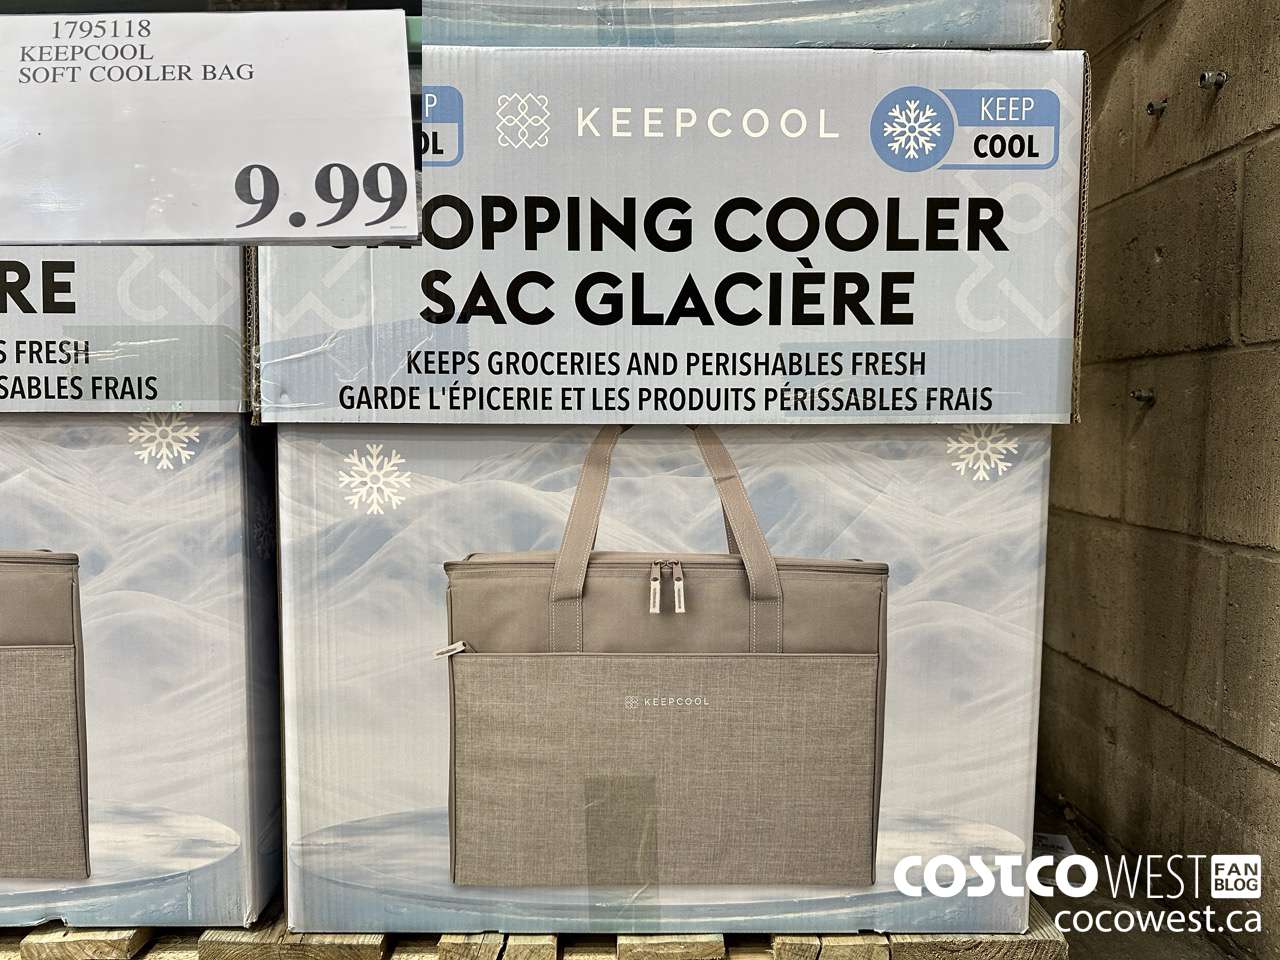 1795118
KEEPCOOL
SOFT COOLER BAG
9.99
P
OL
KEEPCOOL
KEEP
COOL
OPPING COOLER
SAC GLACIÈRE
KEEPS GROCERIES AND PERISHABLES FRESH
GARDE L'ÉPICERIE ET LES PRODUITS PÉRISSABLES FRAIS
RE
S FRESH
SABLES FRAIS
KEEPCOOL
COSTCO WEST FAN BLOG
cocowest.ca